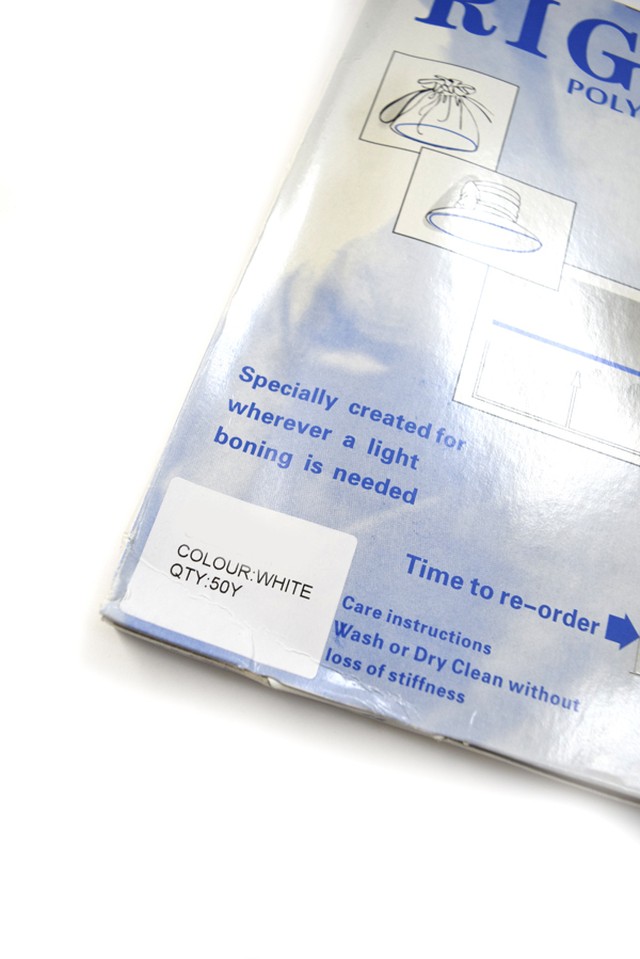 RIG
POLY
Specially created for
wherever a light
boning is needed
COLOUR:WHITE
QTY:50Y
Time to re-order
Care instructions
Wash or Dry Clean without
loss of stiffness